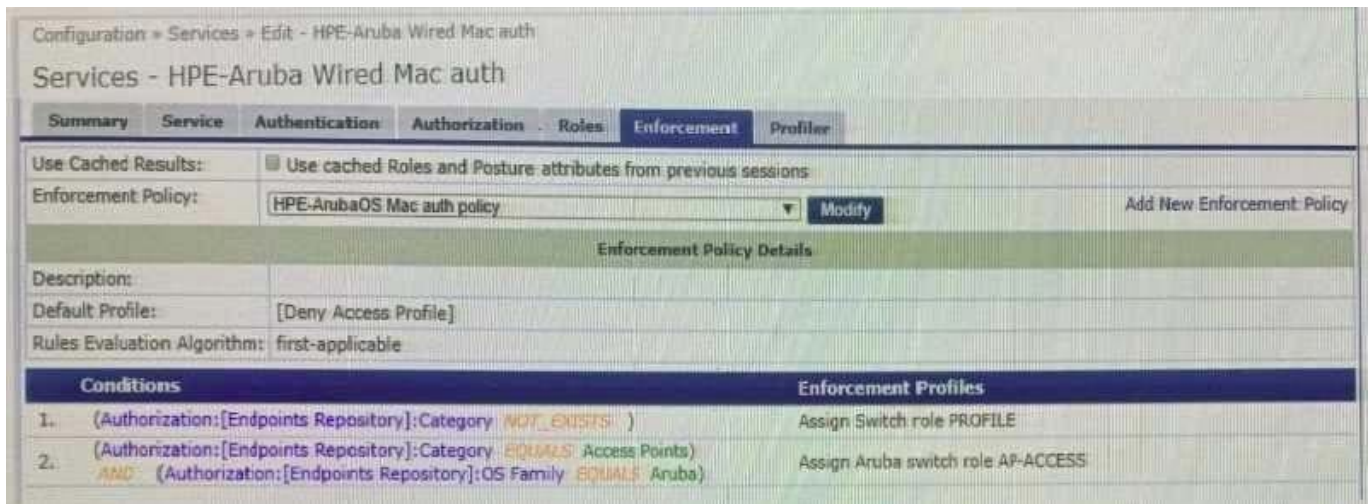 Configuration » Services » Edit - HPE-Aruba Wired Mac auth
Services - HPE-Aruba Wired Mac auth
Summary Service Authentication Authorization Roles Enforcement Profiler
Use Cached Results: Use cached Roles and Posture attributes from previous sessions
Enforcement Policy: HPE-ArubaOS Mac auth policy Modify Add New Enforcement Policy
Enforcement Policy Details
Description:
Default Profile: [Deny Access Profile]
Rules Evaluation Algorithm: first-applicable
Conditions Enforcement Profiles
1. (Authorization:[Endpoints Repository]:Category NOT_EXISTS ) Assign Switch role PROFILE
(Authorization:[Endpoints Repository]:Category EQUALS Access Points)
2. AND (Authorization:[Endpoints Repository]:OS Family EQUALS Aruba) Assign Aruba switch role AP-ACCESS